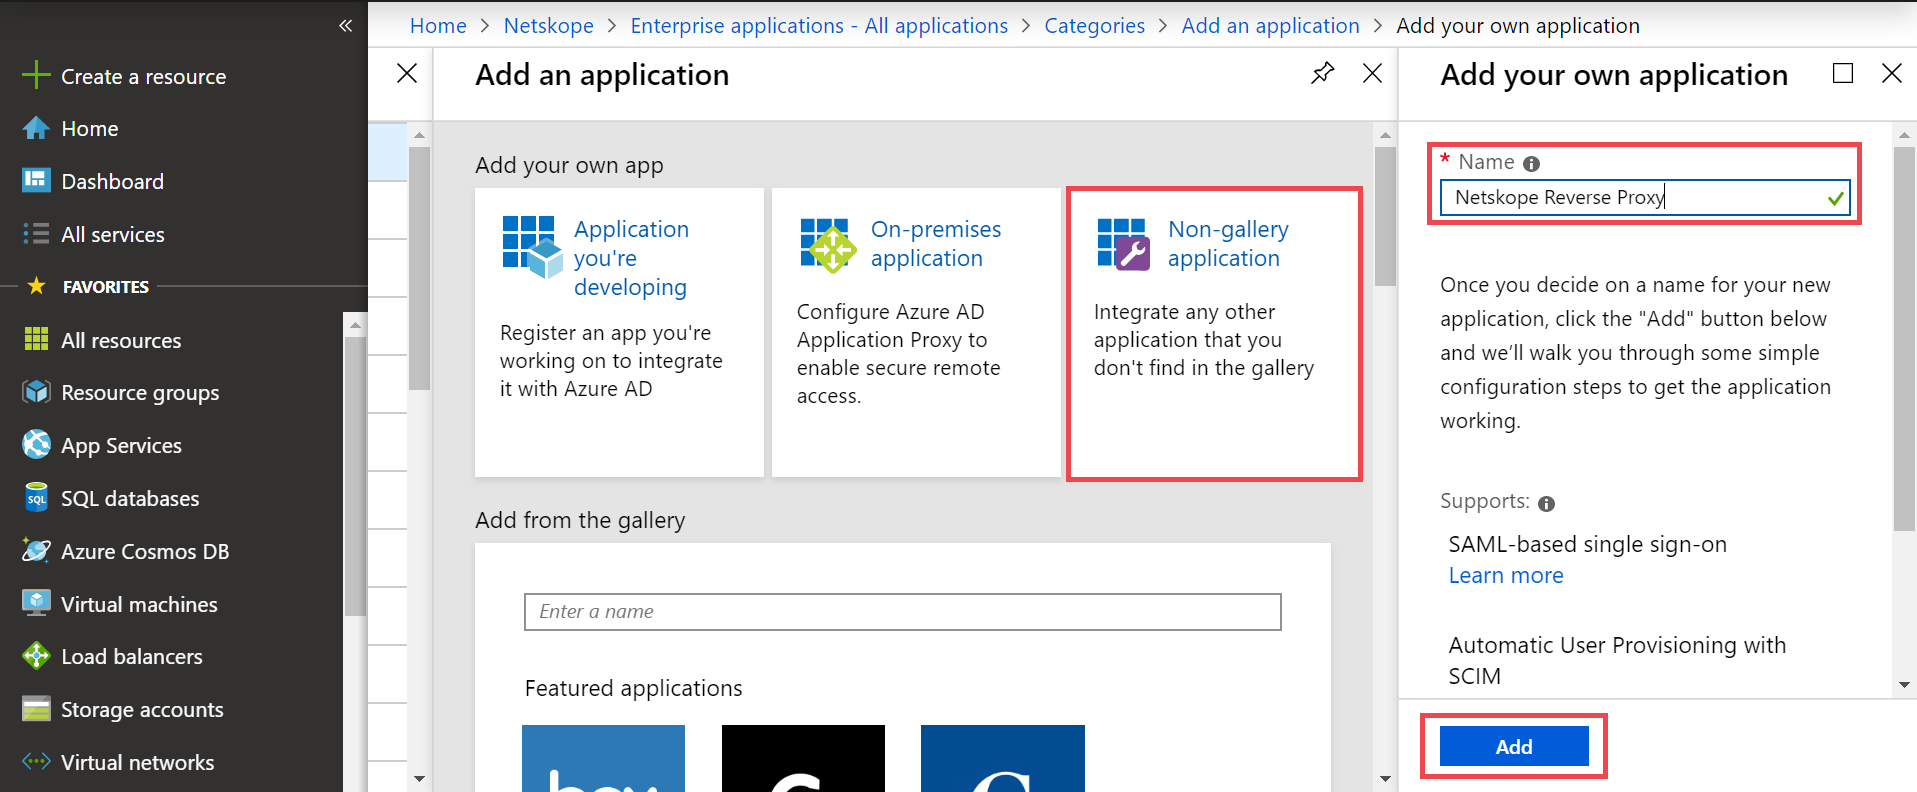 «
Create a resource
Home
Dashboard
All services
FAVORITES
All resources
Resource groups
App Services
SQL
SQL databases
Azure Cosmos DB
Virtual machines
Load balancers
Storage accounts
Virtual networks
Home > Netskope > Enterprise applications - All applications > Categories > Add an application > Add your own application
Add an application
Add your own app
Application
you're
developing
Register an app you're
working on to integrate
it with Azure AD
On-premises
application
Configure Azure AD
Application Proxy to
enable secure remote
access.
Non-gallery
application
Integrate any other
application that you
don't find in the gallery
Add from the gallery
Enter a name
Featured applications
Add your own application
* Name
Netskope Reverse Proxy
Once you decide on a name for your new
application, click the "Add" button below
and we’ll walk you through some simple
configuration steps to get the application
working.
Supports:
SAML-based single sign-on
Learn more
Automatic User Provisioning with
SCIM
Add